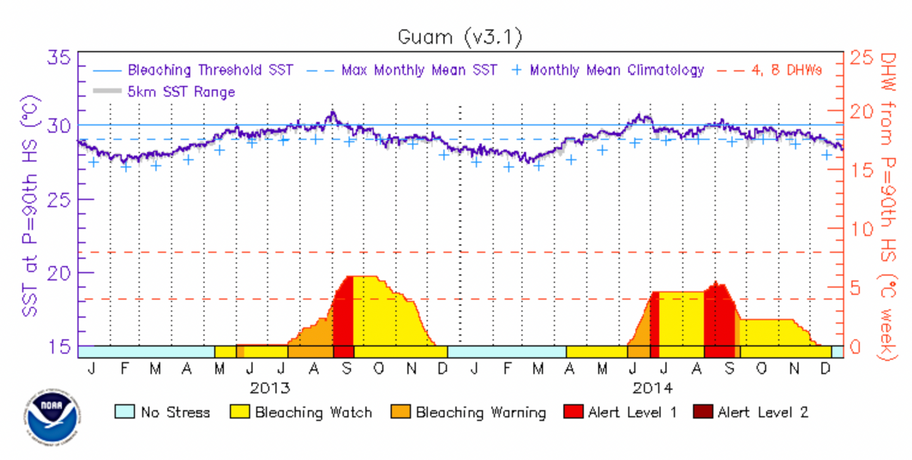 Guam (v3.1)
35
25
Bleaching Threshold SST
Max Monthly Mean SST
Monthly Mean Climatology
4, 8 DHWs
5km SST Range
30
25
20
15
SST at P=90th HS (°C)
20
15
10
5
0
DHW from P=90th HS (°C week)
J F M A M J J A S O N D J F M A M J J A S O N D
2013 2014
NOAA
No Stress
Bleaching Watch
Bleaching Warning
Alert Level 1
Alert Level 2